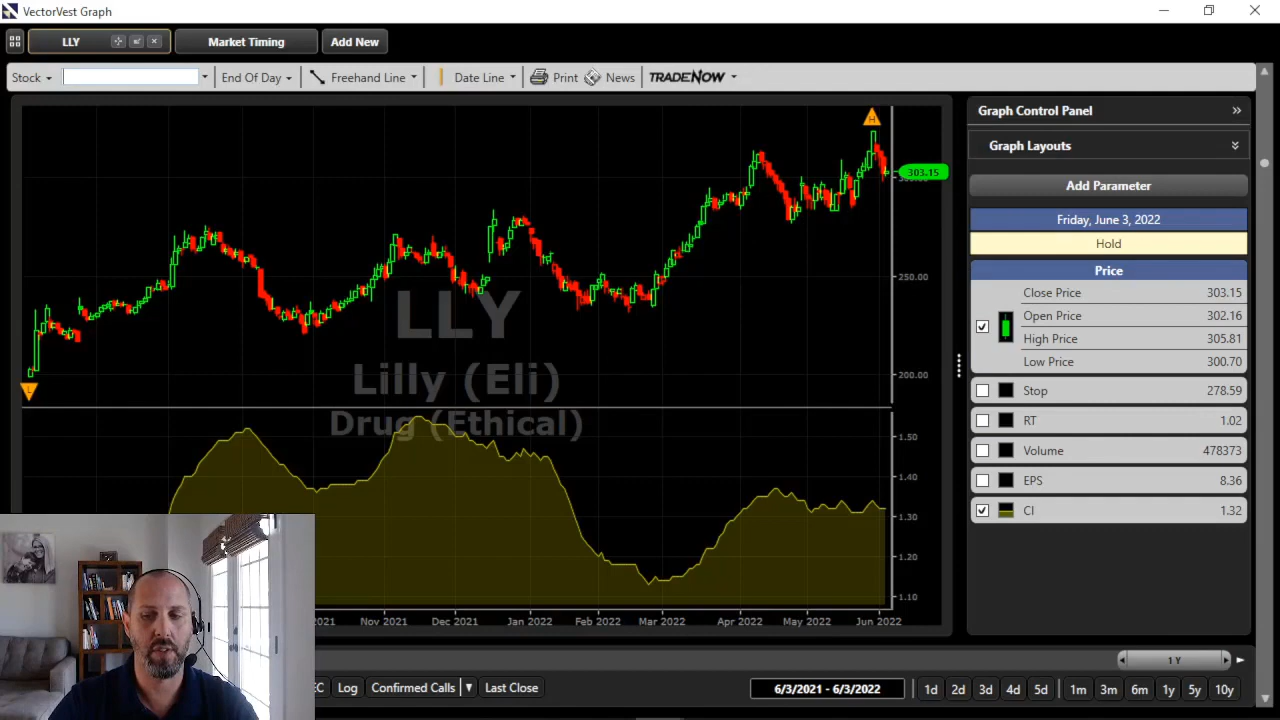 VectorVest Graph
LLY
Market Timing
Add New
Stock
End Of Day
Freehand Line
Date Line
Print
News
TRADENOW
H
303.15
250.00
200.00
L
LLY
Lilly (Eli)
Drug (Ethical)
1.50
1.40
1.30
1.20
1.10
2021 Nov 2021 Dec 2021 Jan 2022 Feb 2022 Mar 2022 Apr 2022 May 2022 Jun 2022
Graph Control Panel
Graph Layouts
Add Parameter
Friday, June 3, 2022
Hold
Price
Close Price 303.15
Open Price 302.16
High Price 305.81
Low Price 300.70
Stop 278.59
RT 1.02
Volume 478373
EPS 8.36
CI 1.32
1 Y
Log Confirmed Calls Last Close 6/3/2021 - 6/3/2022 1d 2d 3d 4d 5d 1m 3m 6m 1y 5y 10y